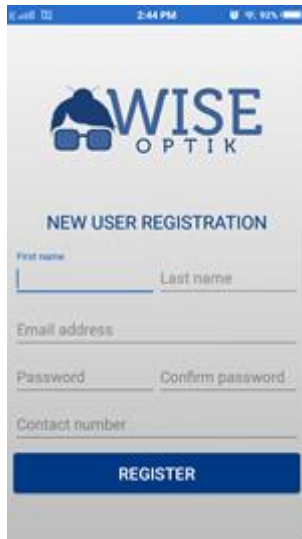 2:44 PM 92%
WISE
OPTIK
NEW USER REGISTRATION
First name
Last name
Email address
Password Confirm password
Contact number
REGISTER